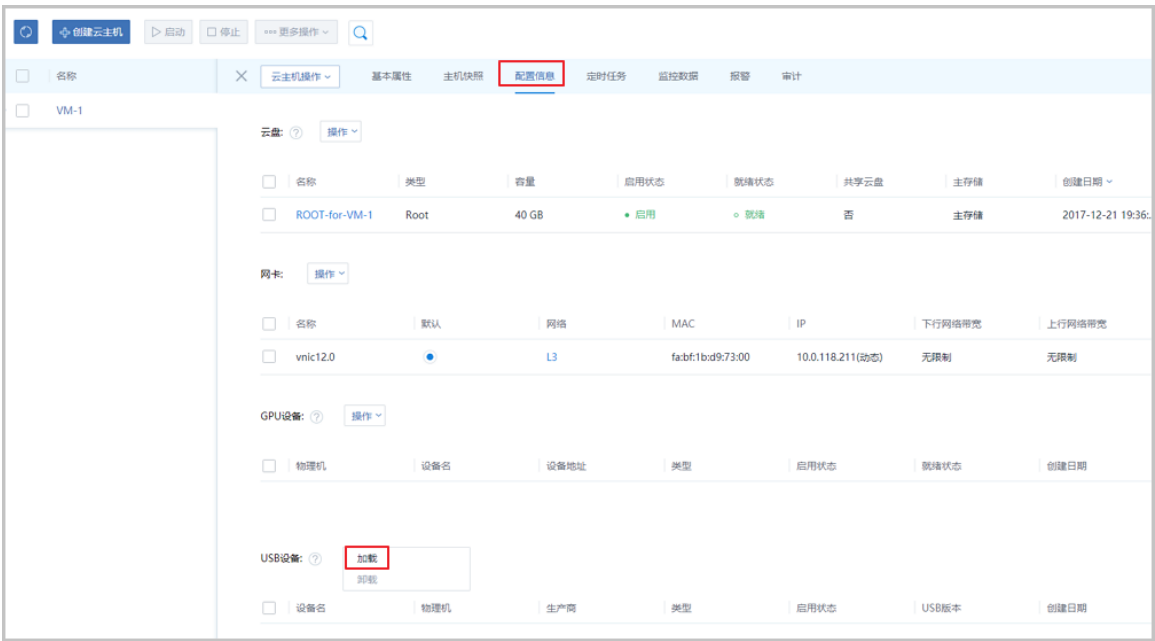 创建云主机 启动 停止 更多操作
名称 云主机操作 基本属性 主机快照 配置信息 定时任务 监控数据 报警 审计
VM-1
云盘: ? 操作
名称 类型 容量 启用状态 就绪状态 共享云盘 主存储 创建日期
ROOT-for-VM-1 Root 40 GB 启用 就绪 否 主存储 2017-12-21 19:36:..
网卡: 操作
名称 默认 网络 MAC IP 下行网络带宽 上行网络带宽
vnic12.0 L3 fa:bf:1b:d9:73:00 10.0.118.211(动态) 无限制 无限制
GPU设备: ? 操作
物理机 设备名 设备地址 类型 启用状态 就绪状态 创建日期
USB设备: ? 加载
卸载
设备名 物理机 生产商 类型 启用状态 USB版本 创建日期